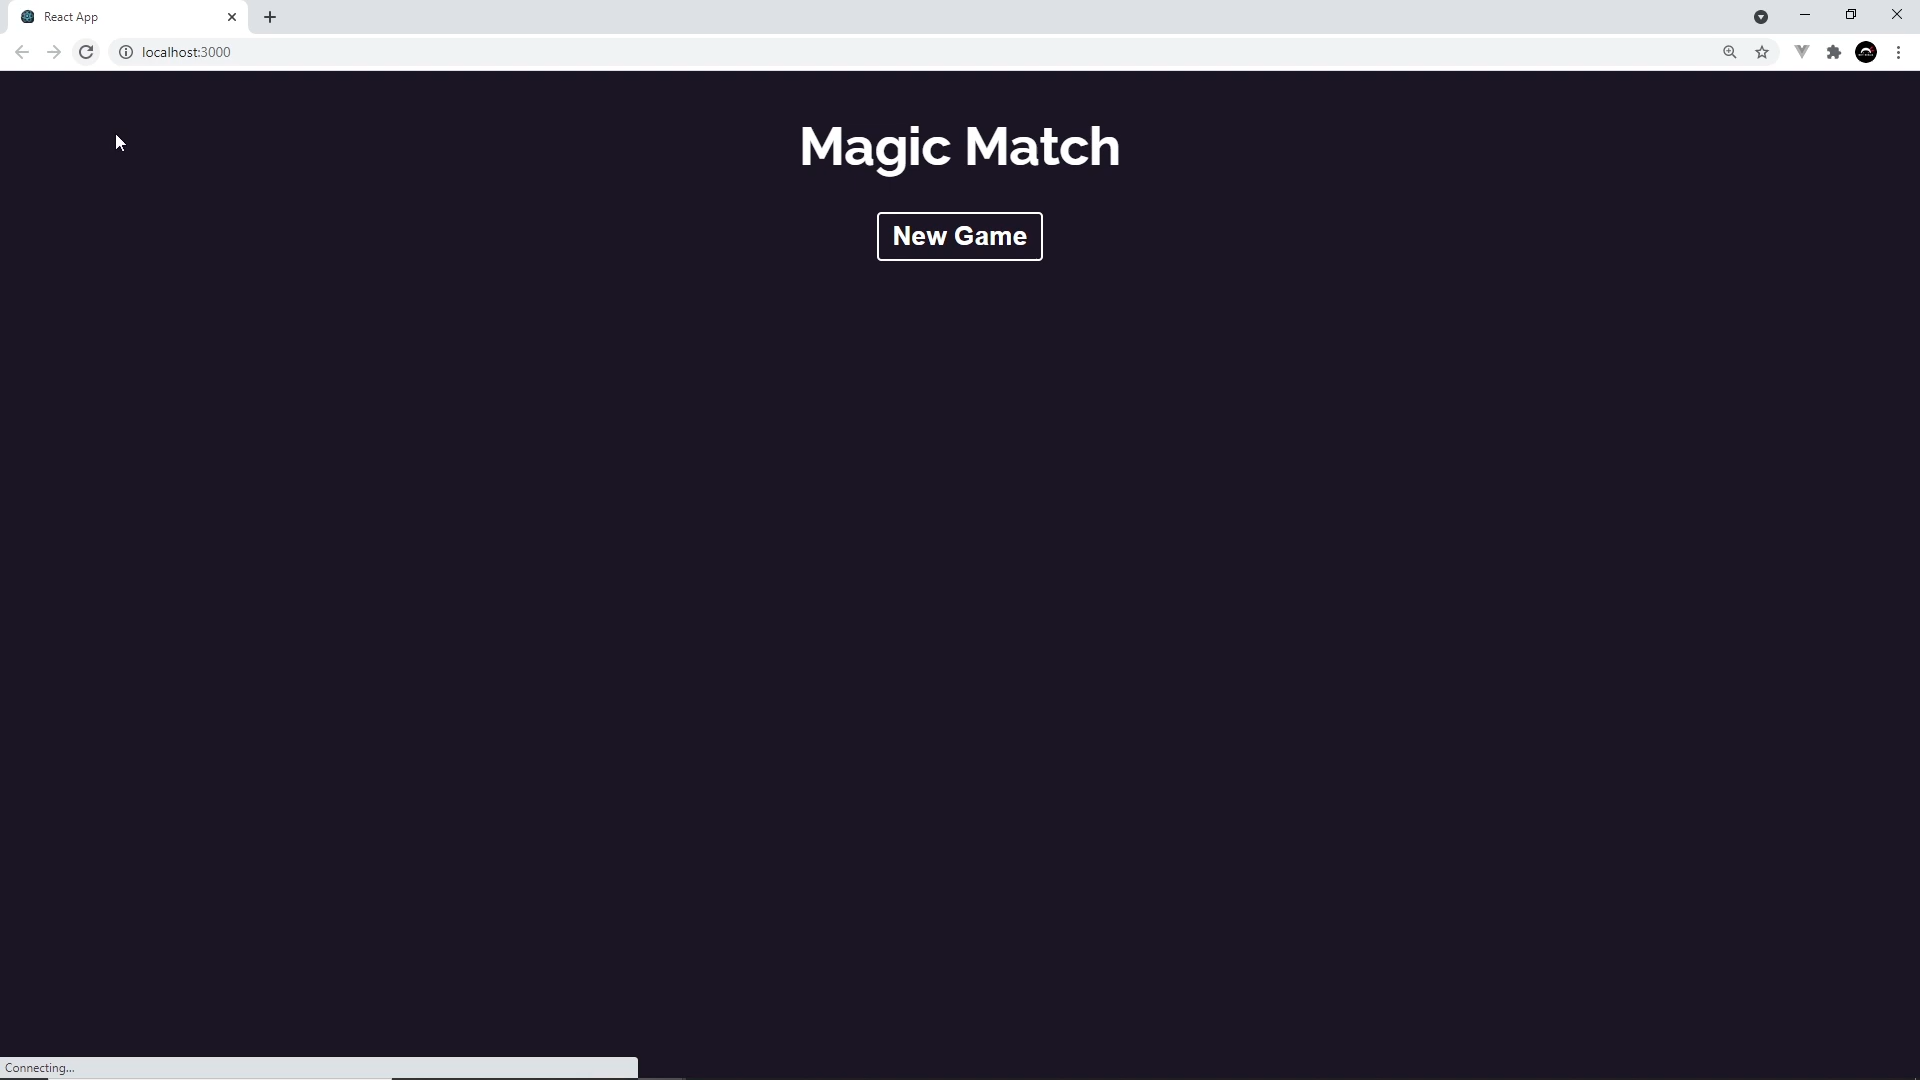 React App
localhost:3000
Magic Match
New Game
Connecting...